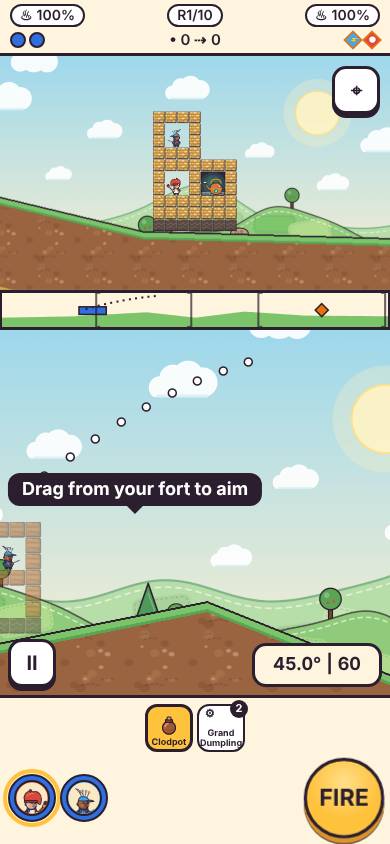 ♨ 100%
R1/10
♨ 100%
• 0 ⇢ 0
Drag from your fort to aim
45.0° | 60
2
Clodpot
Grand
Dumpling
FIRE